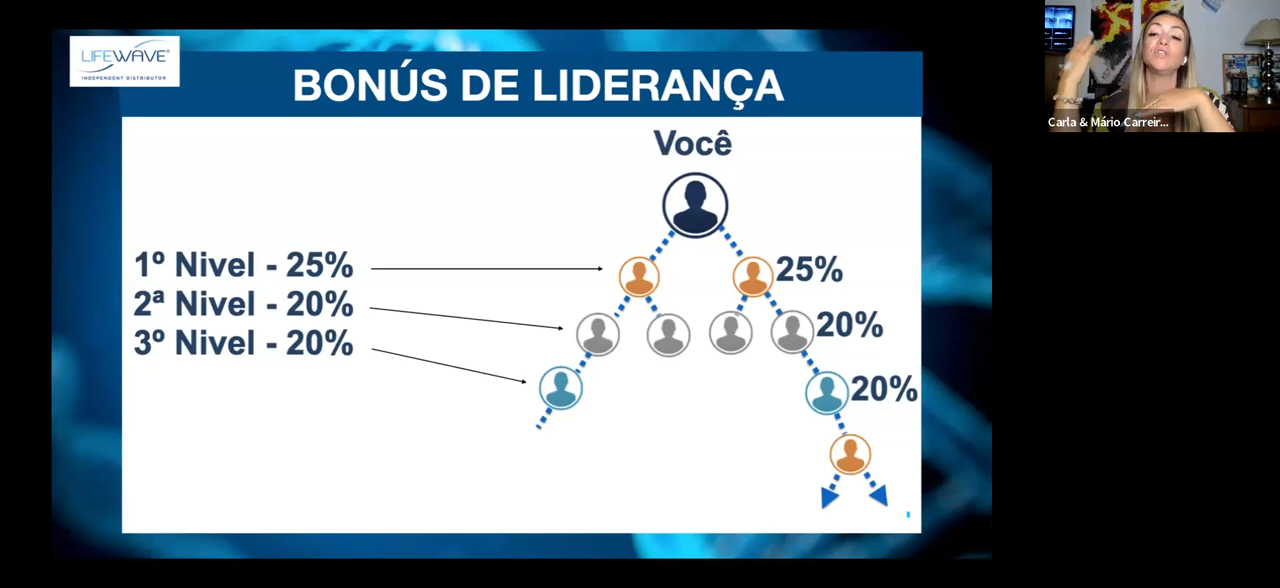 LIFEWAVE®
INDEPENDENT DISTRIBUTOR
BONÚS DE LIDERANÇA
Você
1º Nivel - 25%
2ª Nivel - 20%
3º Nivel - 20%
25%
20%
20%
Carla & Mário Carreir...